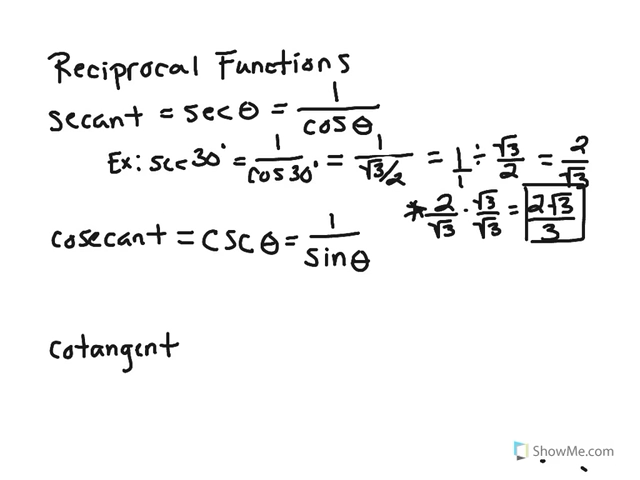 Reciprocal Functions
secant = sec θ = 1/cos θ
Ex: sec 30° = 1/cos 30° = 1/(√3/2) = 1/1 ÷ √3/2 = 2/√3
* 2/√3 · √3/√3 = 2√3/3
cosecant = csc θ = 1/sin θ
cotangent
ShowMe.com